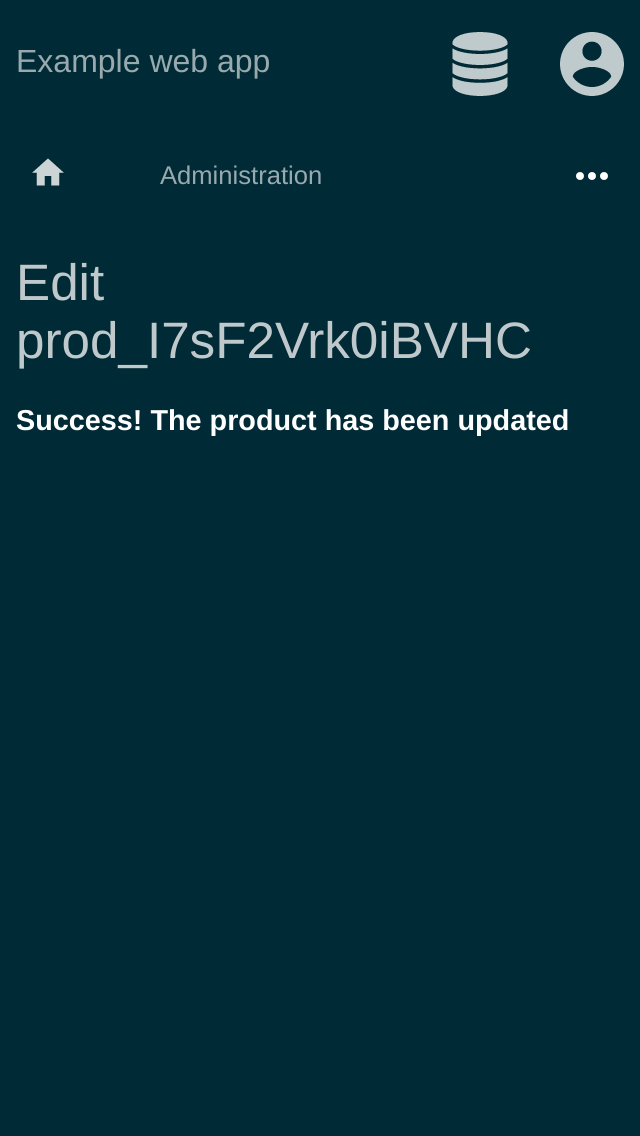 Example web app
Administration
Edit
prod_I7sF2Vrk0iBVHC
Success! The product has been updated